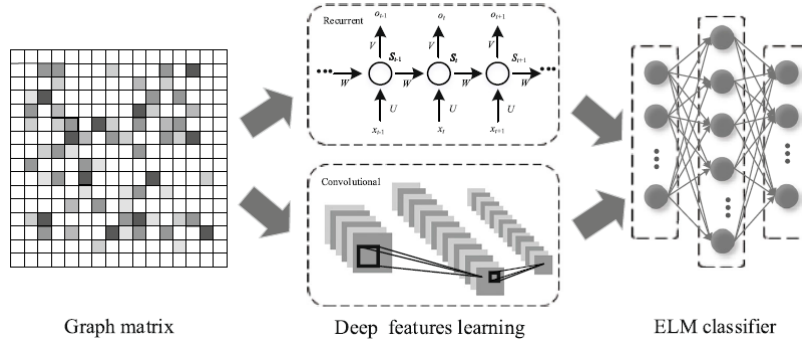 Recurrent
o_{t-1} o_t o_{t+1}
V V V
S_{t-1} S_t S_{t+1}
••• W W W W •••
U U U
x_{t-1} x_t x_{t+1}
Convolutional
Graph matrix
Deep features learning
ELM classifier